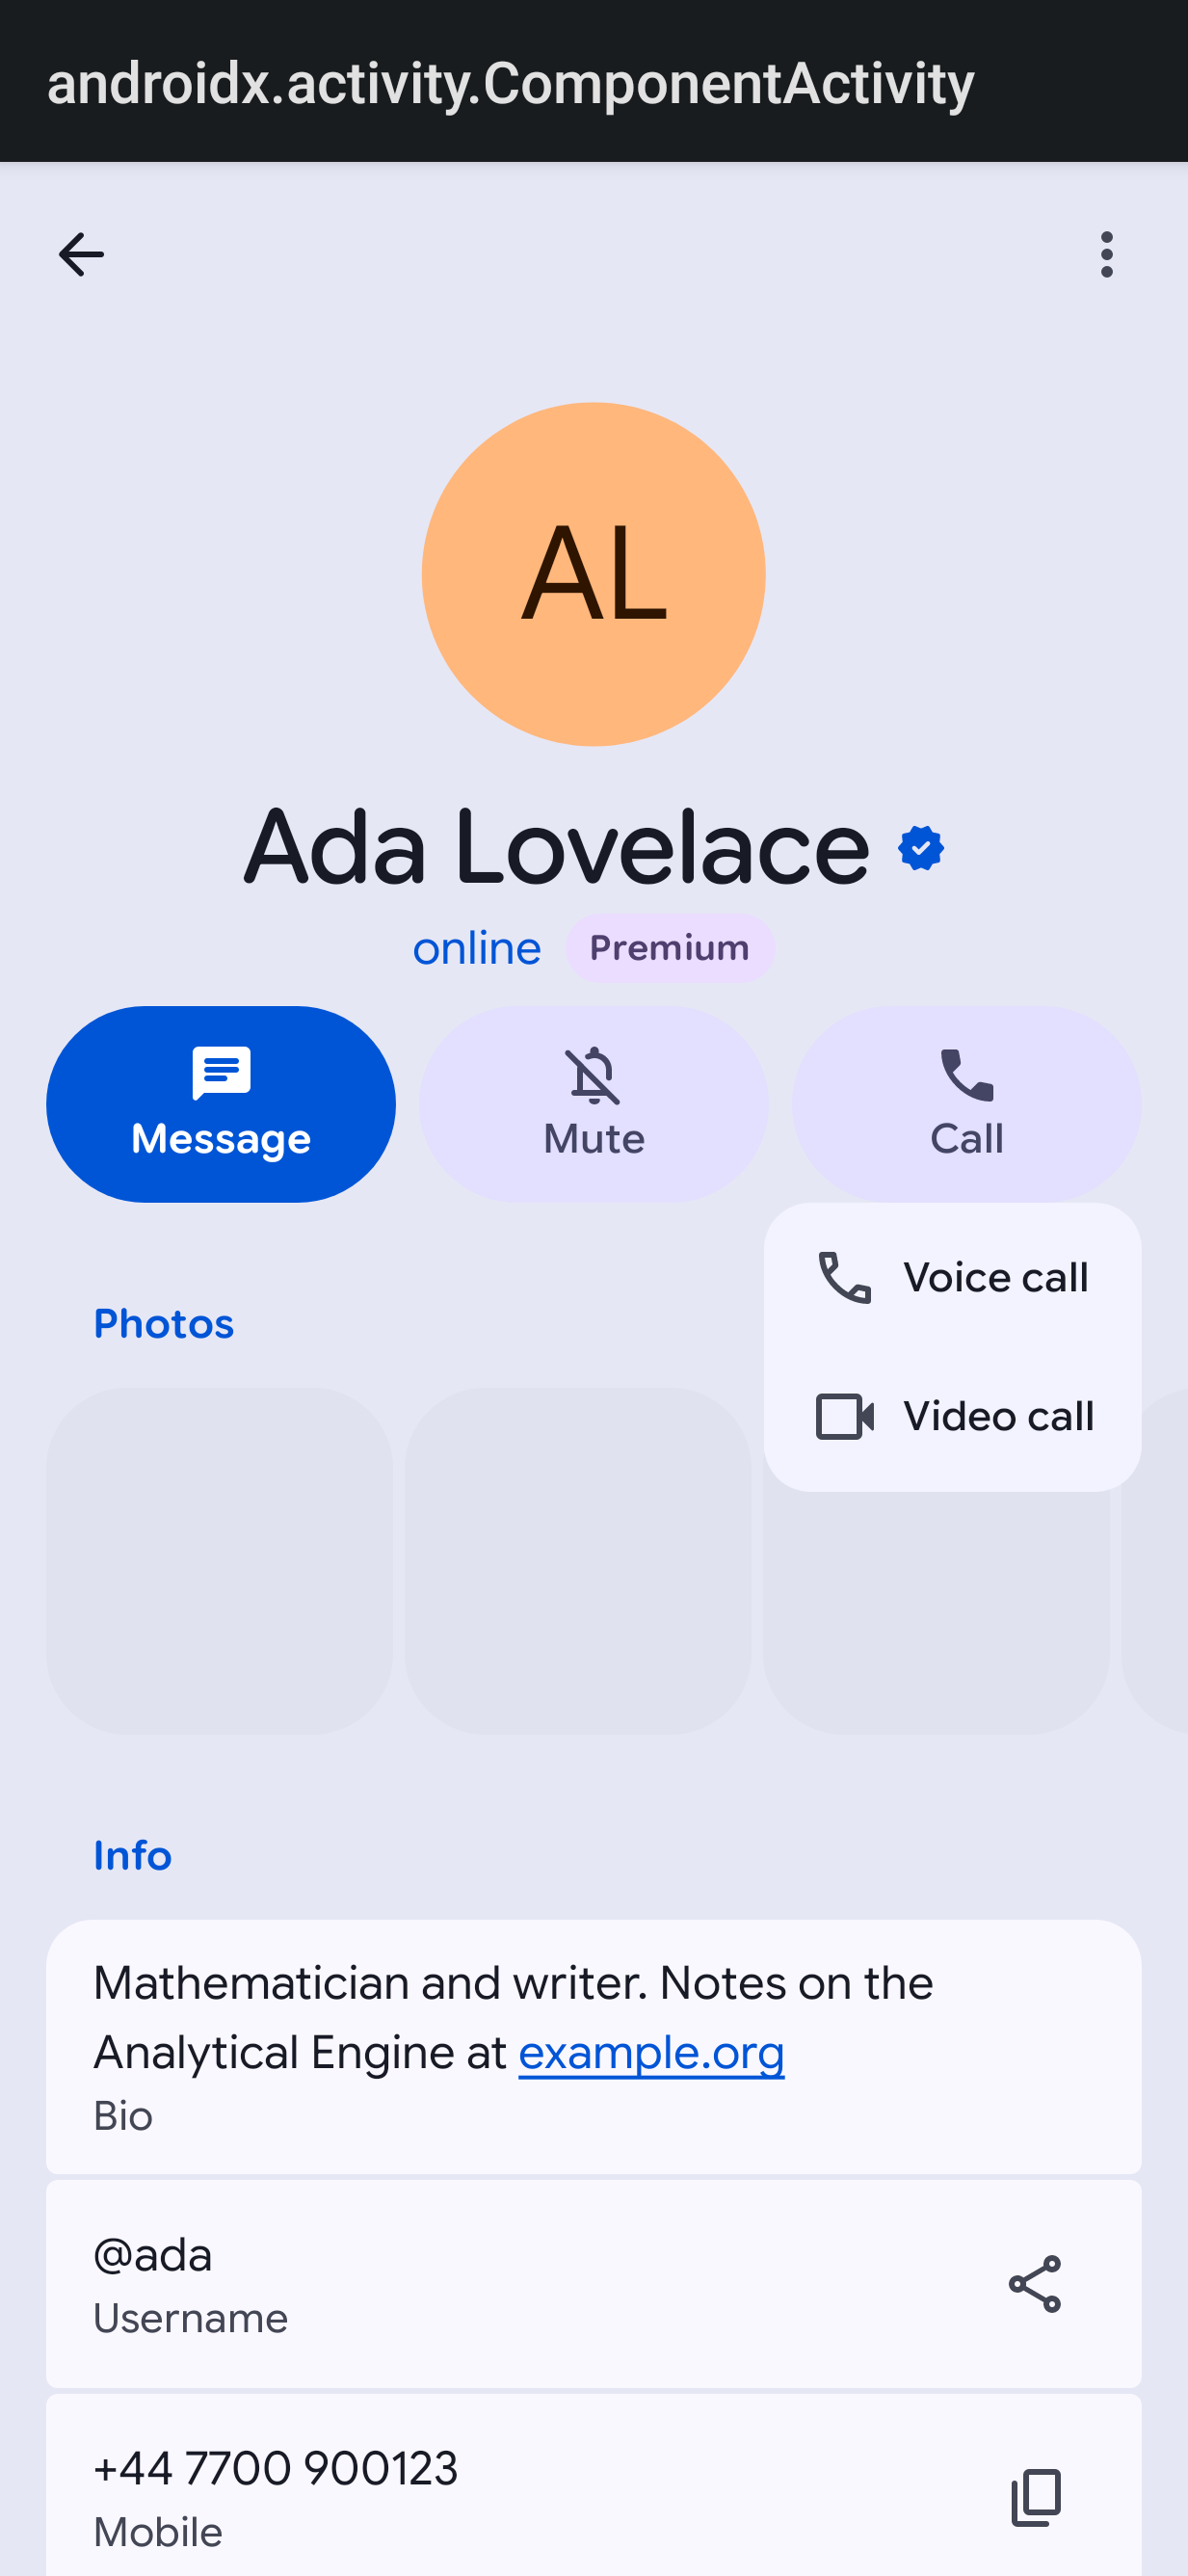 androidx.activity.ComponentActivity
AL
Ada Lovelace
online Premium
Message Mute Call
Voice call
Photos
Video call
Info
Mathematician and writer. Notes on the
Analytical Engine at example.org
Bio
@ada
Username
+44 7700 900123
Mobile